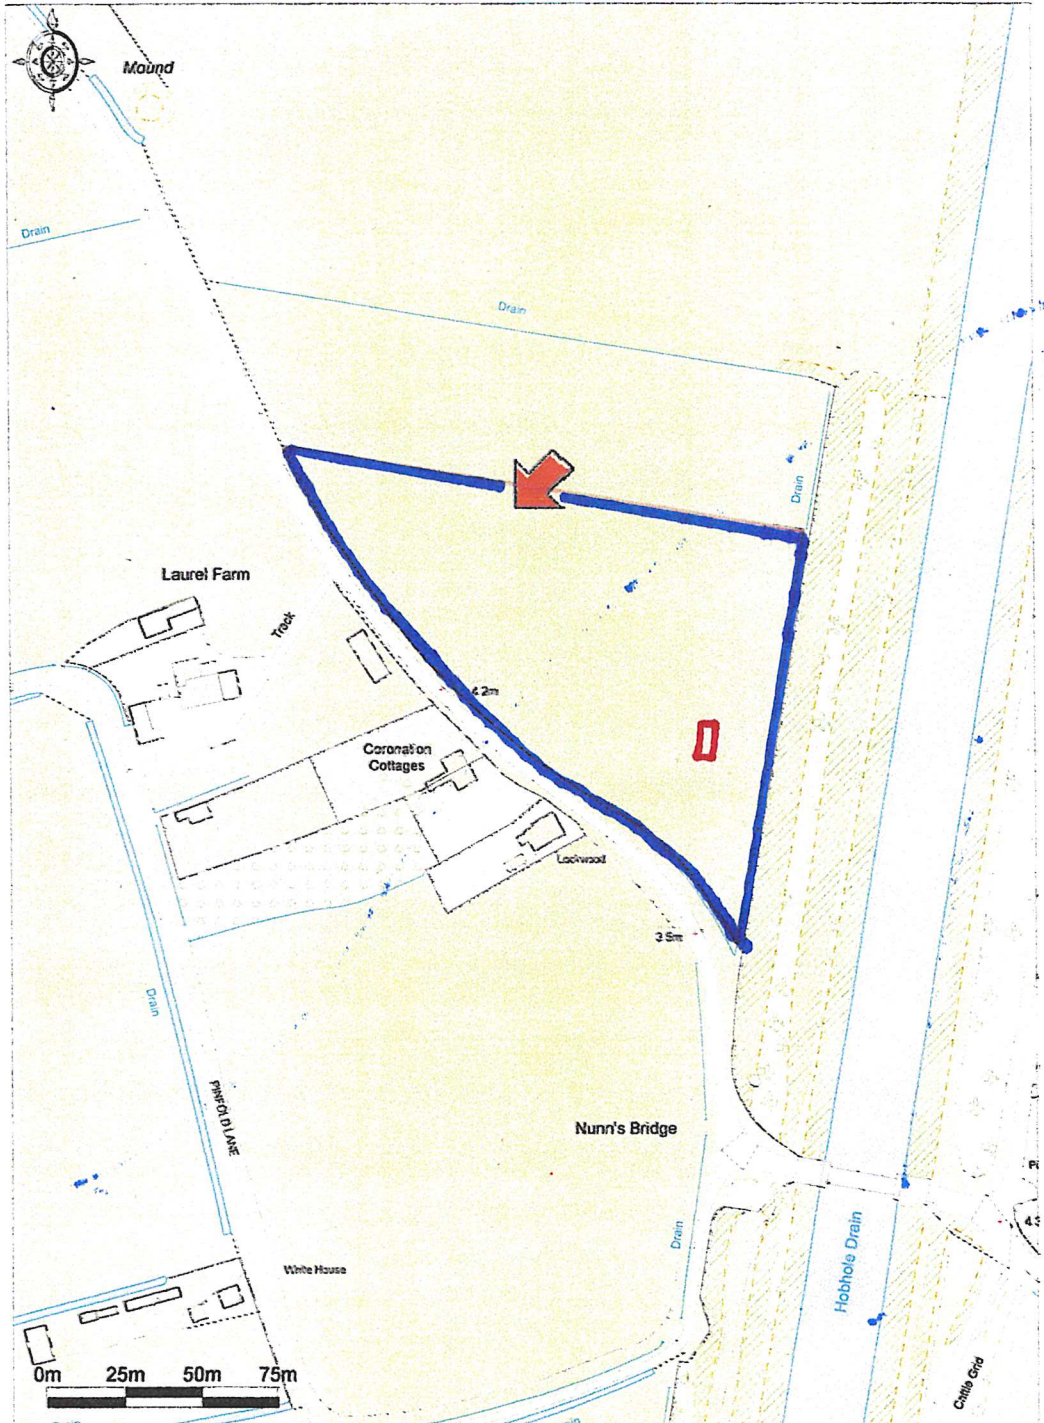 Mound
Drain
Drain
Drain
Laurel Farm
Track
4.2m
Coronation
Cottages
Lockwood
3.5m
Drain
PINFOLD LANE
Nunn's Bridge
Drain
Hobhole Drain
White House
0m 25m 50m 75m
Cattle Grid